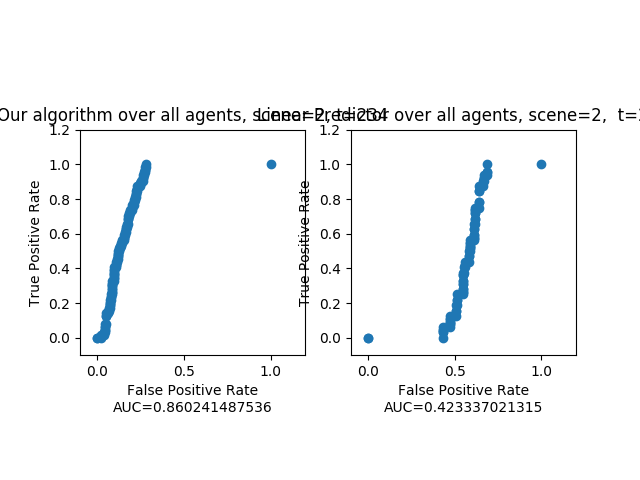 Our algorithm over all agents, scene=2, t=234
Linear Predictor over all agents, scene=2, t=
1.2
1.0
0.8
0.6
0.4
0.2
0.0
True Positive Rate
0.0 0.5 1.0
False Positive Rate
AUC=0.860241487536
1.2
1.0
0.8
0.6
0.4
0.2
0.0
True Positive Rate
0.0 0.5 1.0
False Positive Rate
AUC=0.423337021315